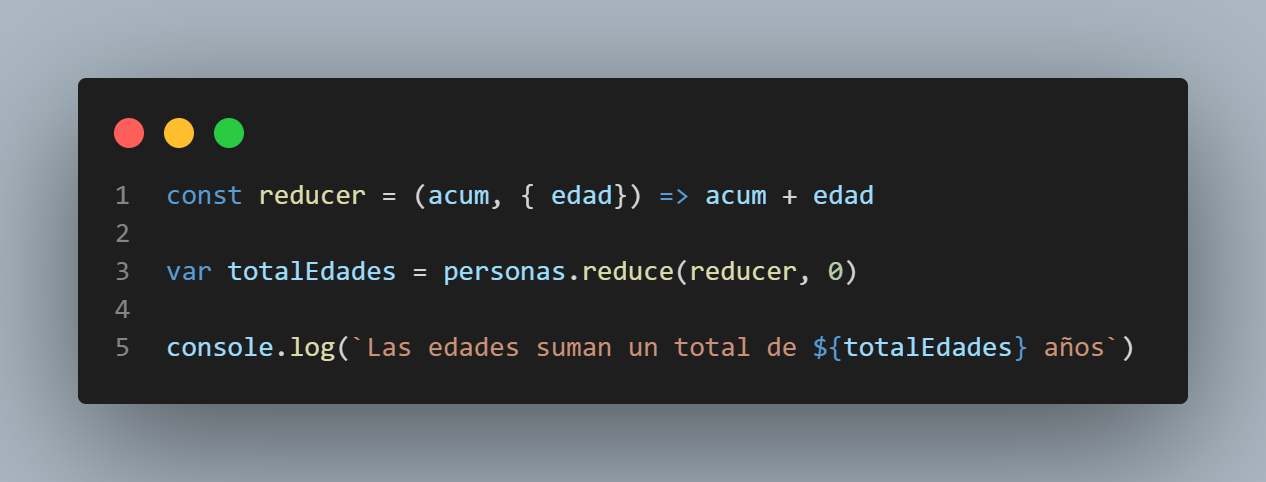 1 const reducer = (acum, { edad}) => acum + edad
2
3 var totalEdades = personas.reduce(reducer, 0)
4
5 console.log(`Las edades suman un total de ${totalEdades} años`)